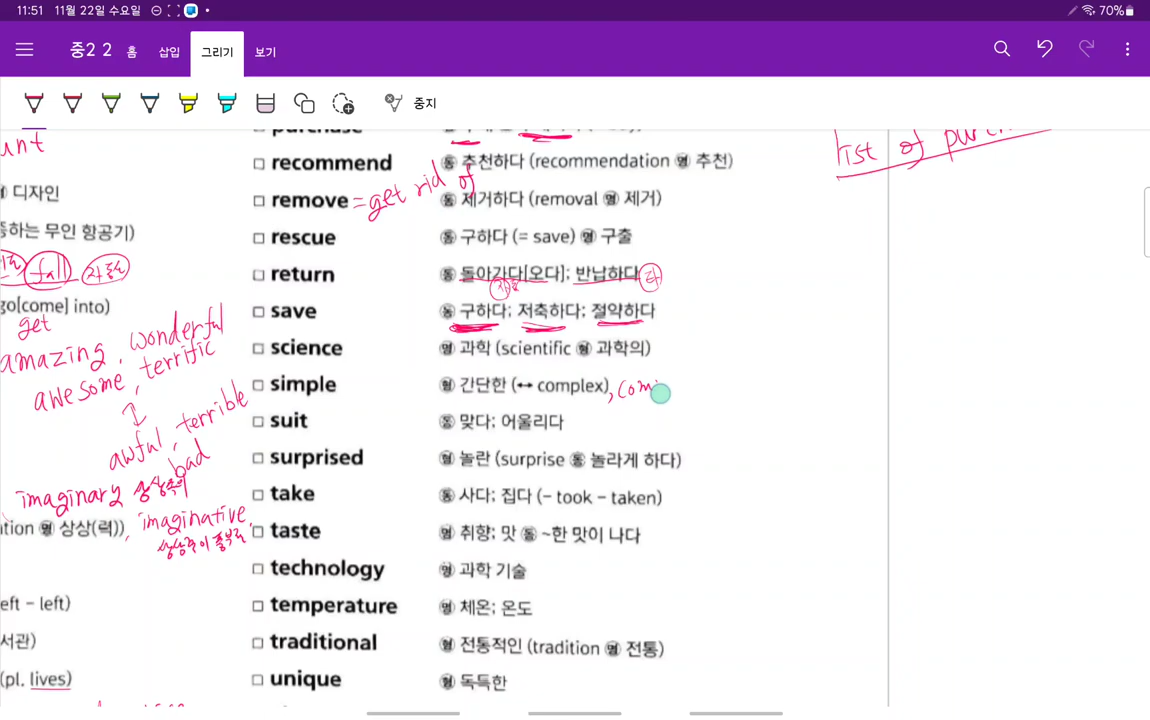 11:51 11월 22일 수요일 70%
중2 2 홈 삽입 그리기 보기
중지
purchase
list of
recommend 동 추천하다 (recommendation 명 추천)
디자인
remove = get rid of 동 제거하다 (removal 명 제거)
종하는 무인 항공기)
rescue 동 구하다 (= save) 명 구출
fall
return 동 돌아가다[오다]; 반납하다 타
go[come] into)
get
save 동 구하다; 저축하다; 절약하다
amazing, wonderful
awesome, terrific
science 명 과학 (scientific 형 과학의)
simple 형 간단한 (↔ complex), com
awful, terrible
bad
suit 동 맞다; 어울리다
surprised 형 놀란 (surprise 동 놀라게 하다)
imaginary 상상속의
take 동 사다; 집다 (– took – taken)
tion 명 상상(력)), imaginative
taste 명 취향; 맛 동 ~한 맛이 나다
technology 명 과학 기술
eft – left)
temperature 명 체온; 온도
서관)
traditional 형 전통적인 (tradition 명 전통)
(pl. lives)
unique 형 독특한